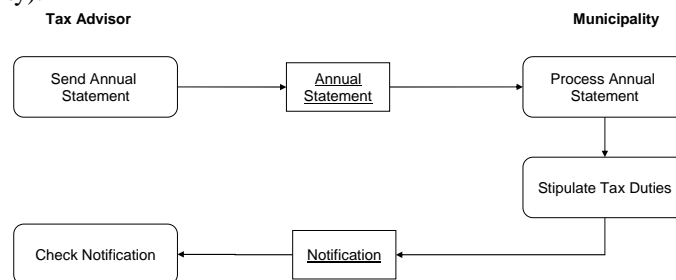 Tax Advisor
Municipality
Send Annual
Statement
Annual
Statement
Process Annual
Statement
Stipulate Tax Duties
Check Notification
Notification